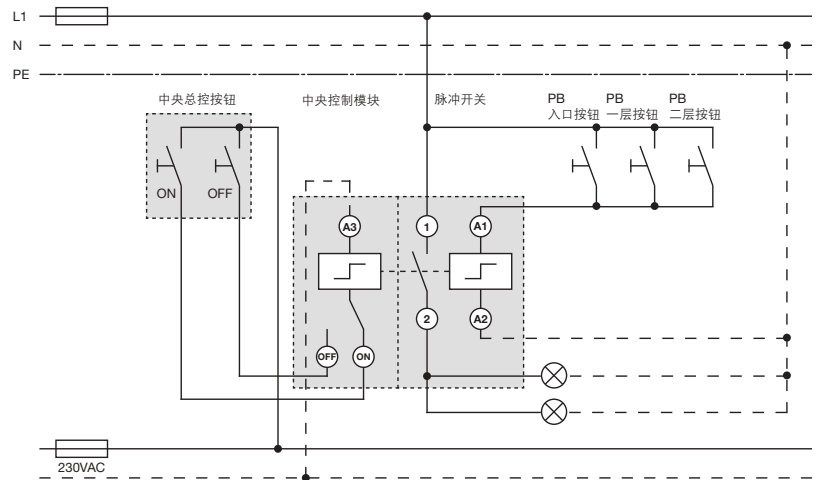 L1
N
PE
中央总控按钮
中央控制模块
脉冲开关
PB
入口按钮
PB
一层按钮
PB
二层按钮
ON
OFF
A3
1
A1
2
A2
OFF
ON
230VAC